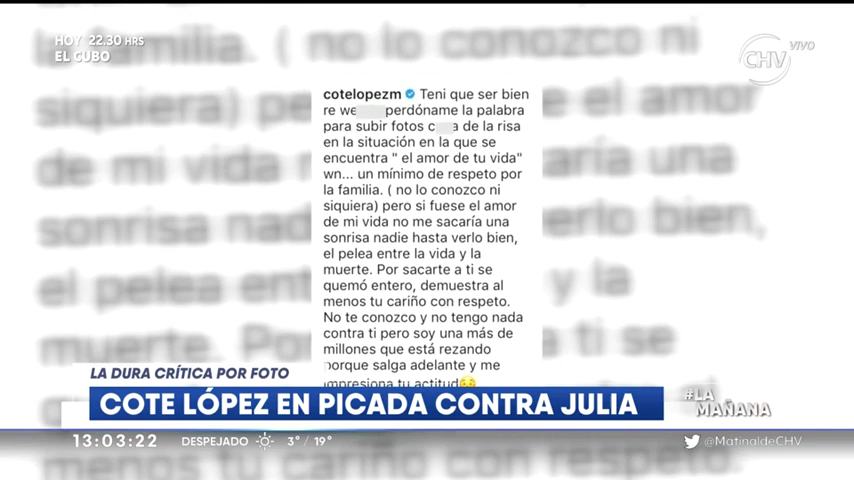 HOY 22.30 HRS
EL CUBO
CHV VIVO
cotelopezm Teni que ser bien
re we perdóname la palabra
para subir fotos c a de la risa
en la situación en la que se
encuentra " el amor de tu vida"
wn... un mínimo de respeto por
la familia. ( no lo conozco ni
siquiera) pero si fuese el amor
de mi vida no me sacaría una
sonrisa nadie hasta verlo bien,
el pelea entre la vida y la
muerte. Por sacarte a ti se
quemó entero, demuestra al
menos tu cariño con respeto.
No te conozco y no tengo nada
contra ti pero soy una más de
millones que está rezando
porque salga adelante y me
impresiona tu actitud
LA DURA CRÍTICA POR FOTO
COTE LÓPEZ EN PICADA CONTRA JULIA
#LA
MAÑANA
13:03:22 DESPEJADO 3° / 19° @MatinaldeCHV